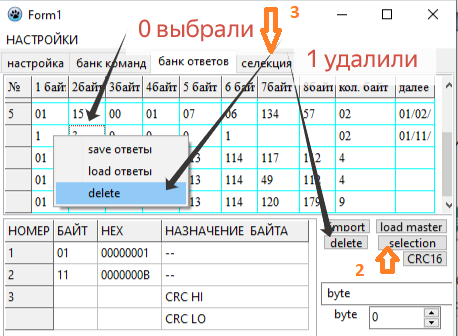 Form1
3
0 выбрали
НАСТРОЙКИ
1 удалили
настройка банк команд банк ответов селекция
№ 1 байт 2байт 3байт 4байт 5 байт 6 байт 7байт 8байт кол. байт далее
5 01 15 00 01 07 06 134 57 02 01/02/
01 3 0 0 0 1 02 01/11/
01 13 114 117 112 4
01 13 114 49 112 4
01 13 114 120 179 9
save ответы
load ответы
delete
НОМЕР БАЙТ HEX НАЗНАЧЕНИЕ БАЙТА
1 01 00000001 --
2 11 0000000B --
3 CRC HI
CRC LO
import load master
delete selection
2 CRC16
byte
byte 0